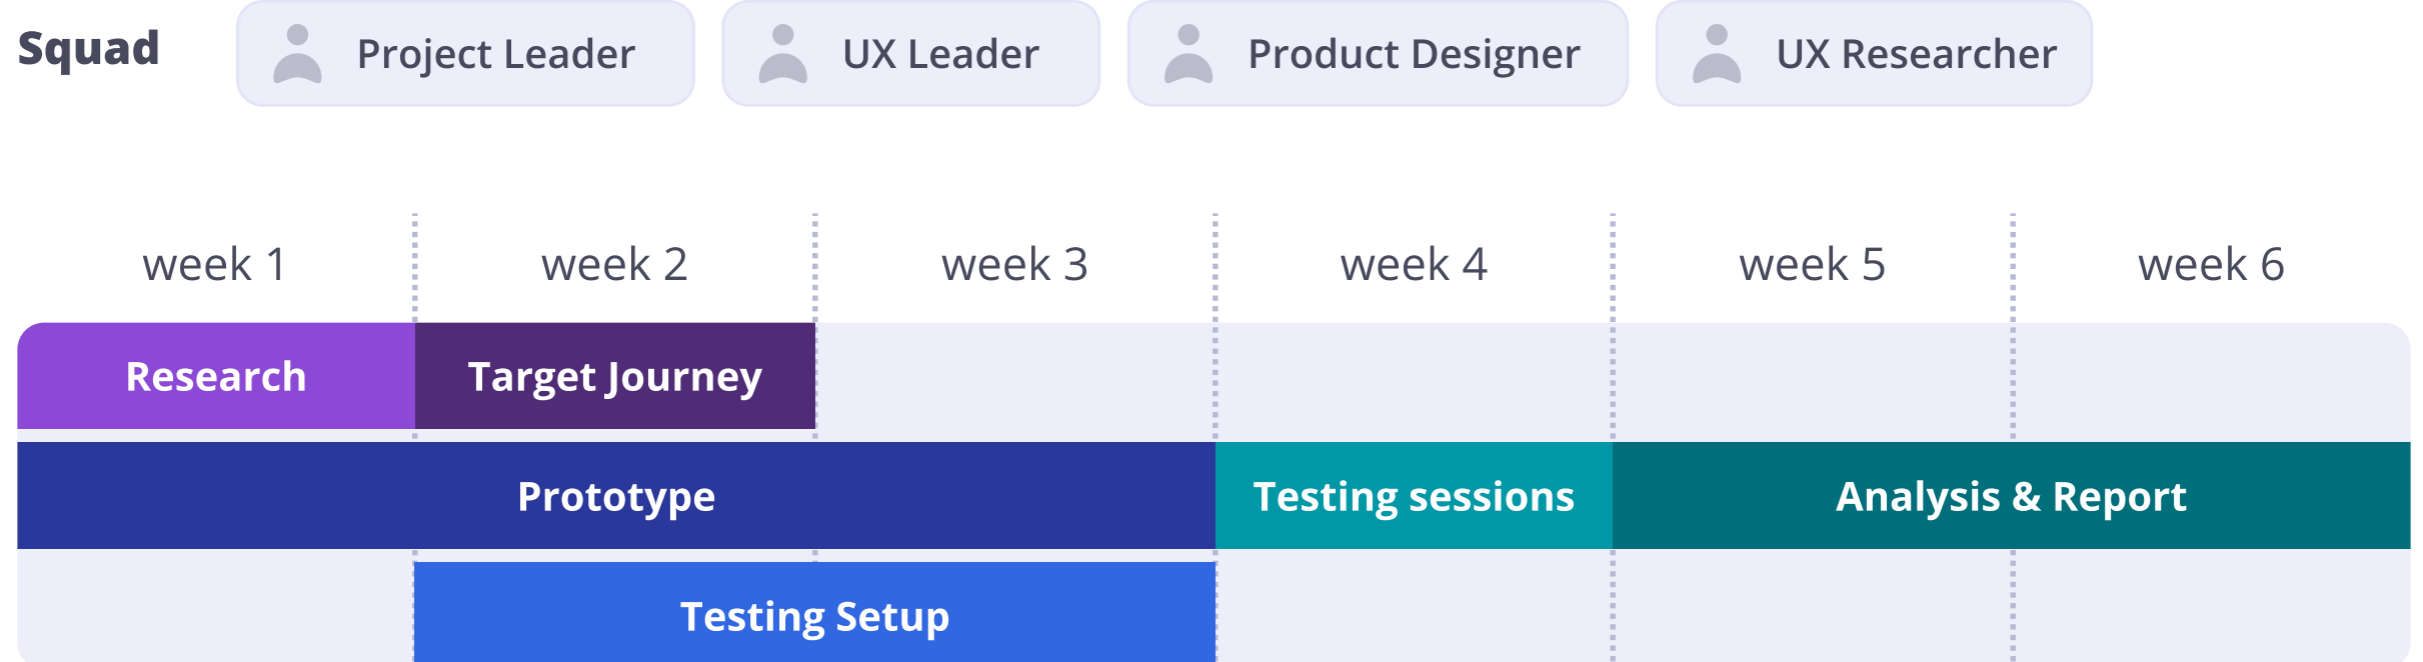 Squad
Project Leader
UX Leader
Product Designer
UX Researcher
week 1
week 2
week 3
week 4
week 5
week 6
Research
Target Journey
Prototype
Testing sessions
Analysis & Report
Testing Setup